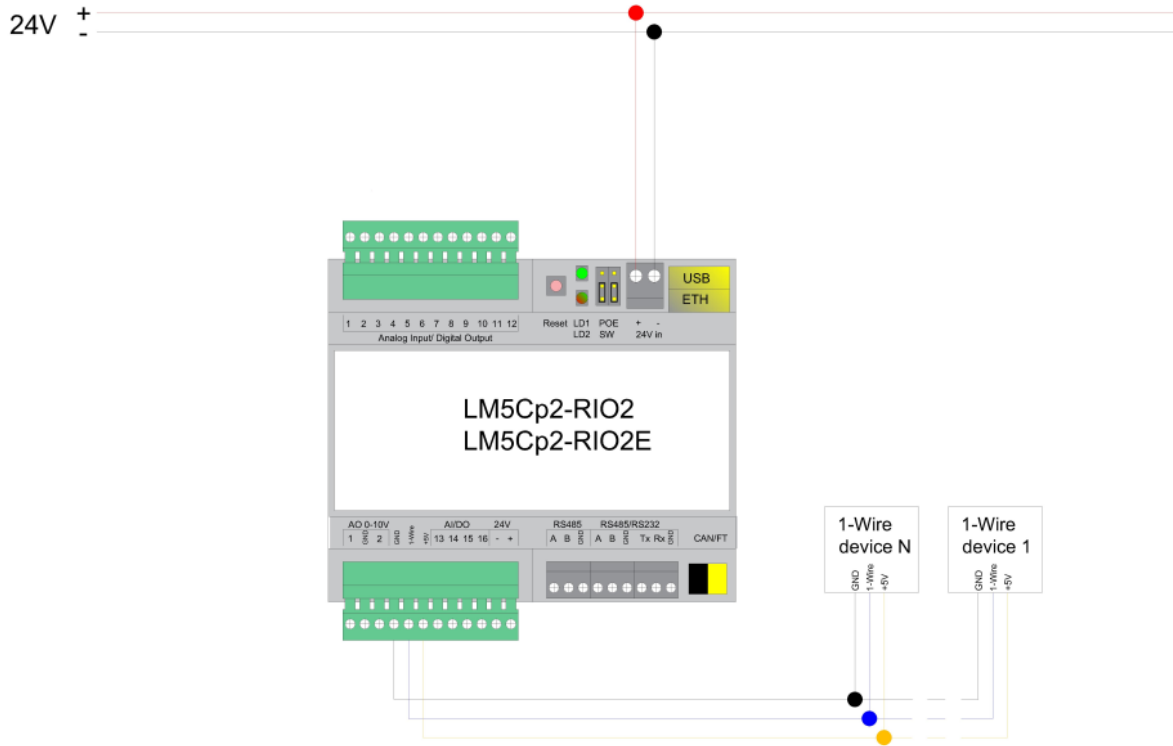 24V + -
USB
ETH
1 2 3 4 5 6 7 8 9 10 11 12
Analog Input/ Digital Output
Reset LD1 POE + -
LD2 SW 24V in
LM5Cp2-RIO2
LM5Cp2-RIO2E
AO 0-10V AI/DO 24V RS485 RS485/RS232
1 GND 2 GND 1-Wire +5V 13 14 15 16 - + A B GND A B GND Tx Rx GND CAN/FT
1-Wire
device N
GND 1-Wire +5V
1-Wire
device 1
GND 1-Wire +5V